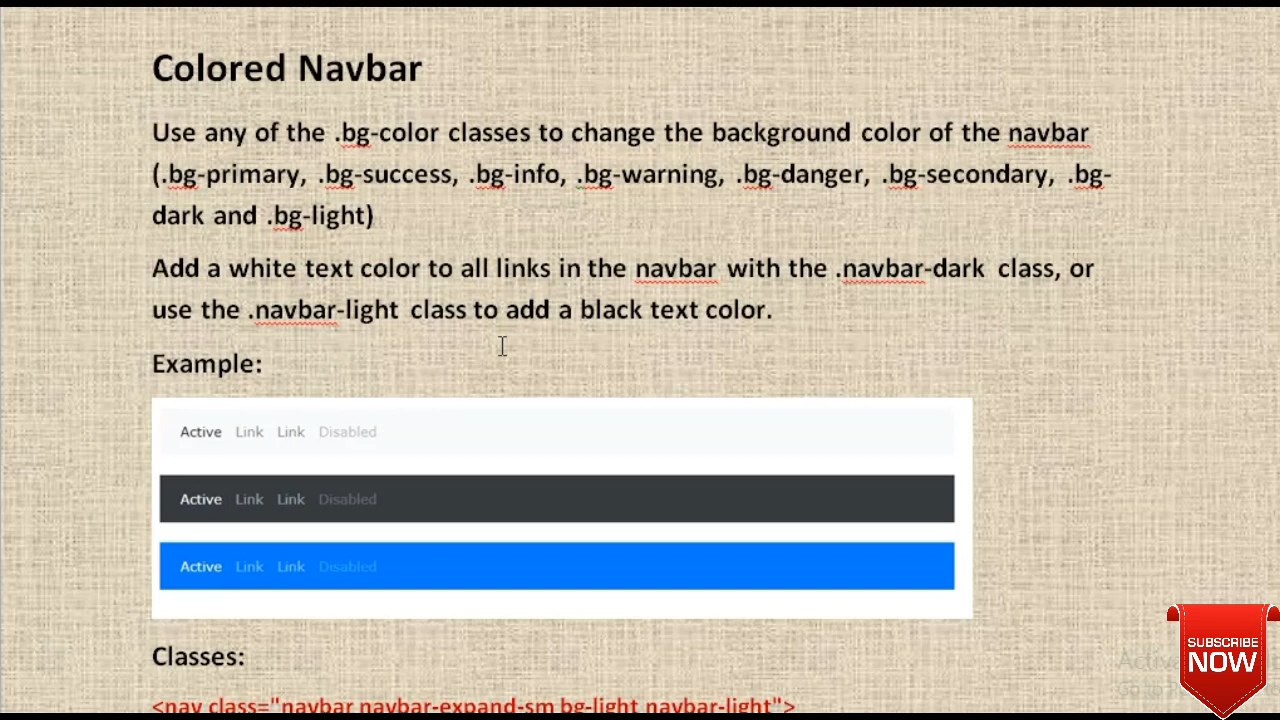 Colored Navbar
Use any of the .bg-color classes to change the background color of the navbar
(.bg-primary, .bg-success, .bg-info, .bg-warning, .bg-danger, .bg-secondary, .bg-
dark and .bg-light)
Add a white text color to all links in the navbar with the .navbar-dark class, or
use the .navbar-light class to add a black text color.
Example:
Active Link Link Disabled
Active Link Link Disabled
Active Link Link Disabled
Classes:
<nav class="navbar navbar-expand-sm bg-light navbar-light">
SUBSCRIBE
NOW